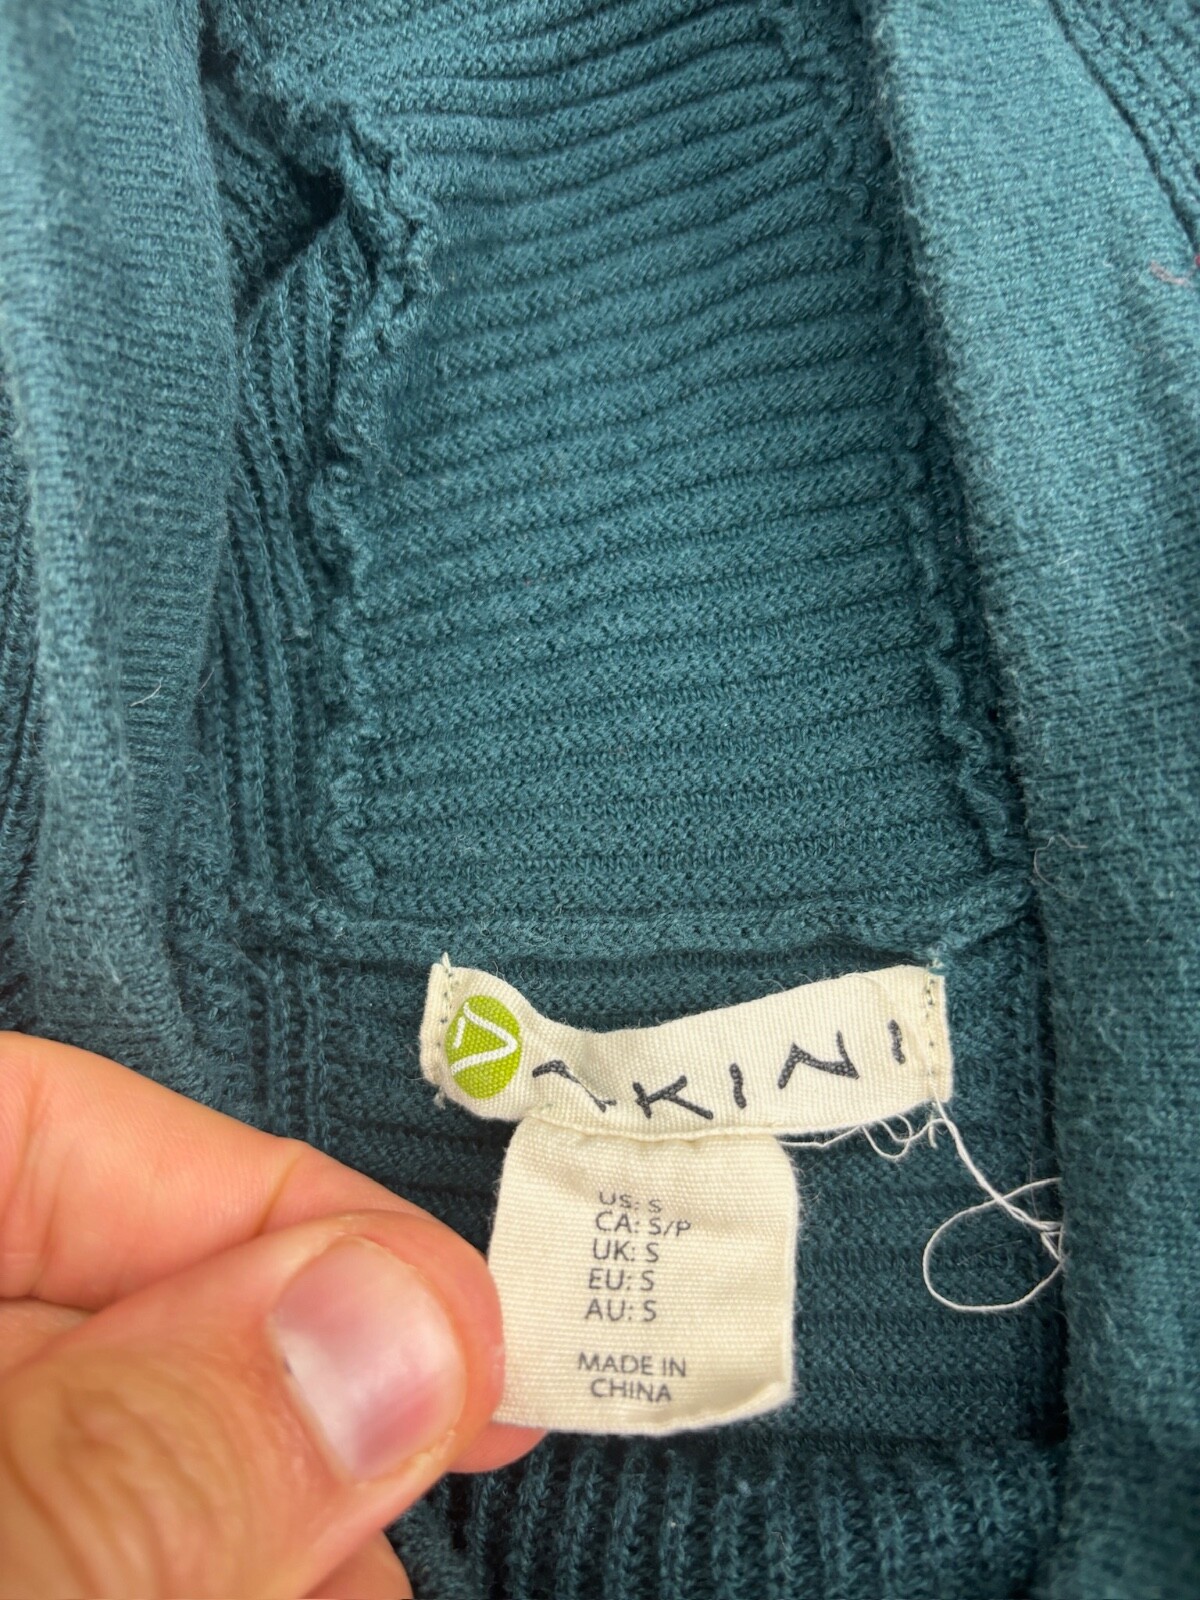 AKINI
US: S
CA: S/P
UK: S
EU: S
AU: S
MADE IN
CHINA